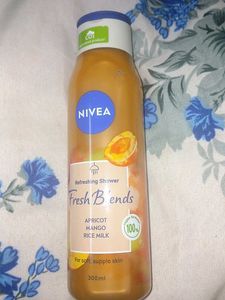 NIVEA
Refreshing Shower
Fresh Blends
APRICOT
MANGO
RICE MILK
100%
For soft, supple skin
300ml